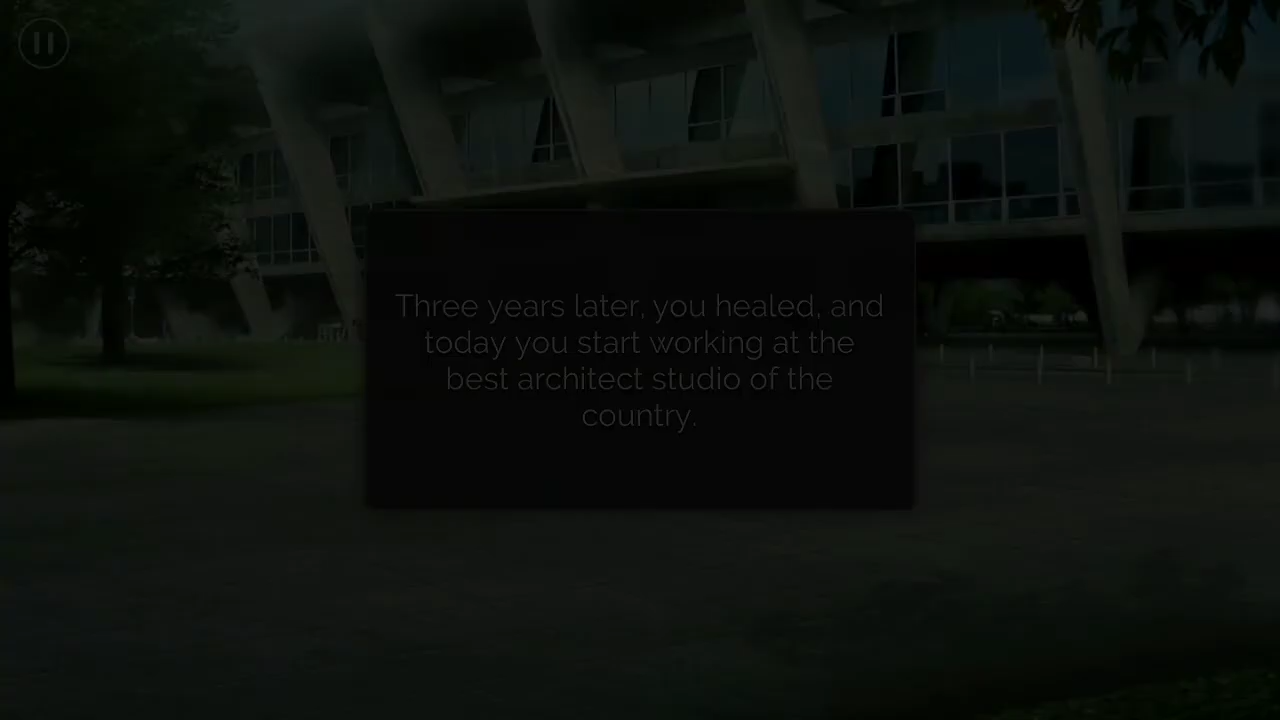 Three years later, you healed, and
today you start working at the
best architect studio of the
country.